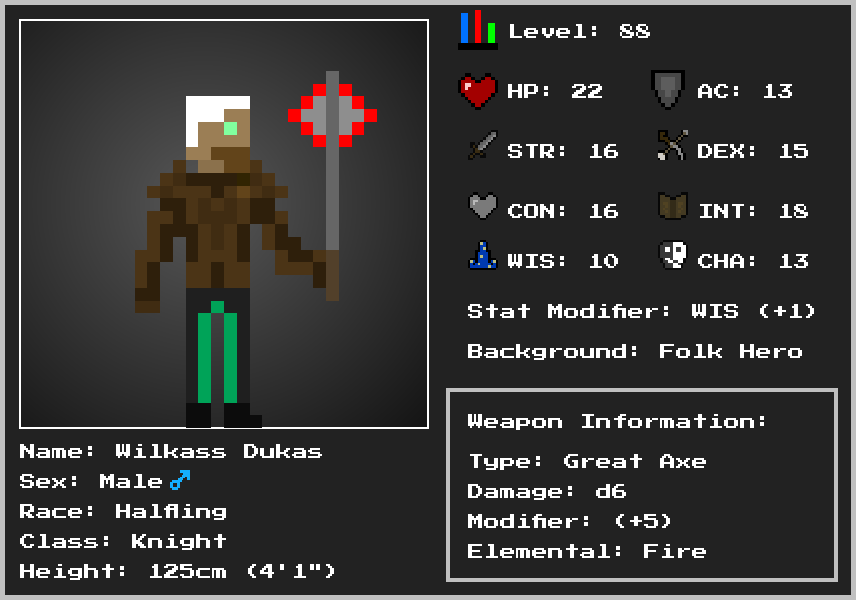 Level: 88
HP: 22 AC: 13
STR: 16 DEX: 15
CON: 16 INT: 18
WIS: 10 CHA: 13
Stat Modifier: WIS (+1)
Background: Folk Hero
Weapon Information:
Type: Great Axe
Damage: d6
Modifier: (+5)
Elemental: Fire
Name: Wilkass Dukas
Sex: Male ♂
Race: Halfling
Class: Knight
Height: 125cm (4'1")